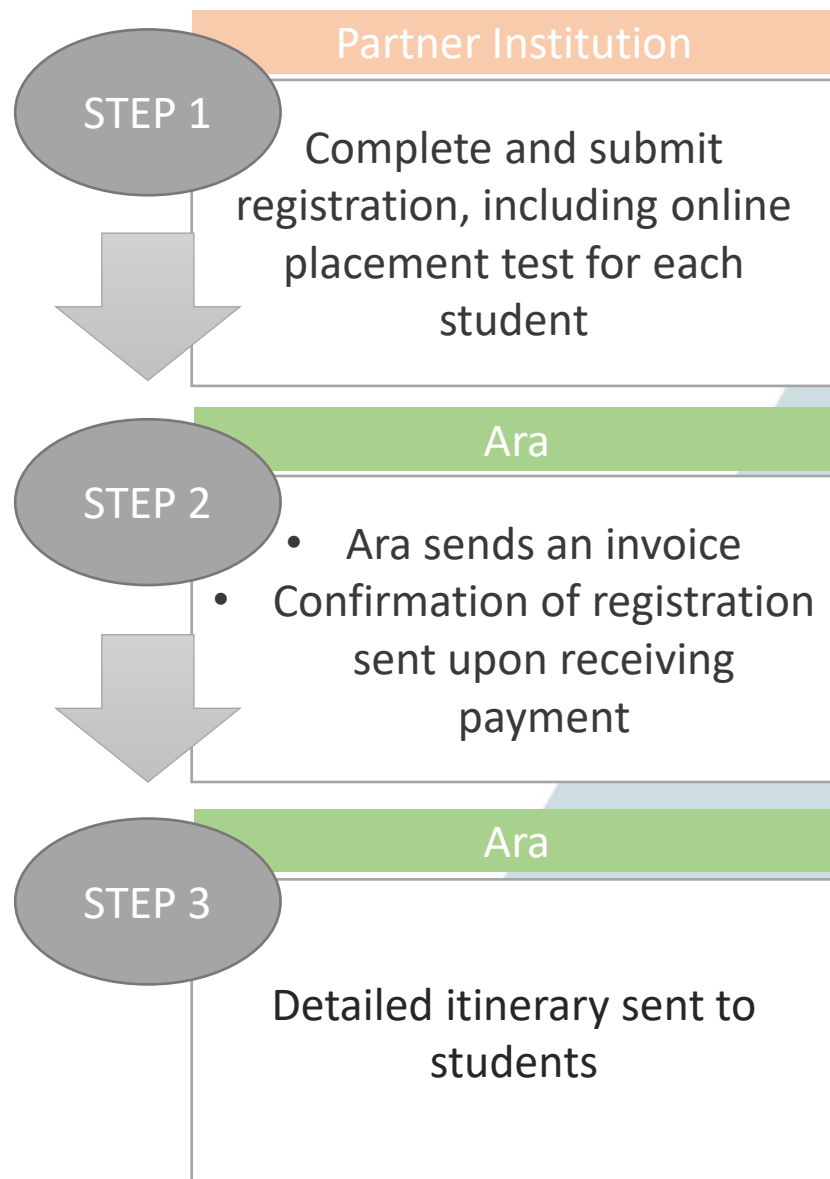 Partner Institution
STEP 1
Complete and submit
registration, including online
placement test for each
student
Ara
STEP 2
• Ara sends an invoice
• Confirmation of registration
sent upon receiving
payment
Ara
STEP 3
Detailed itinerary sent to
students